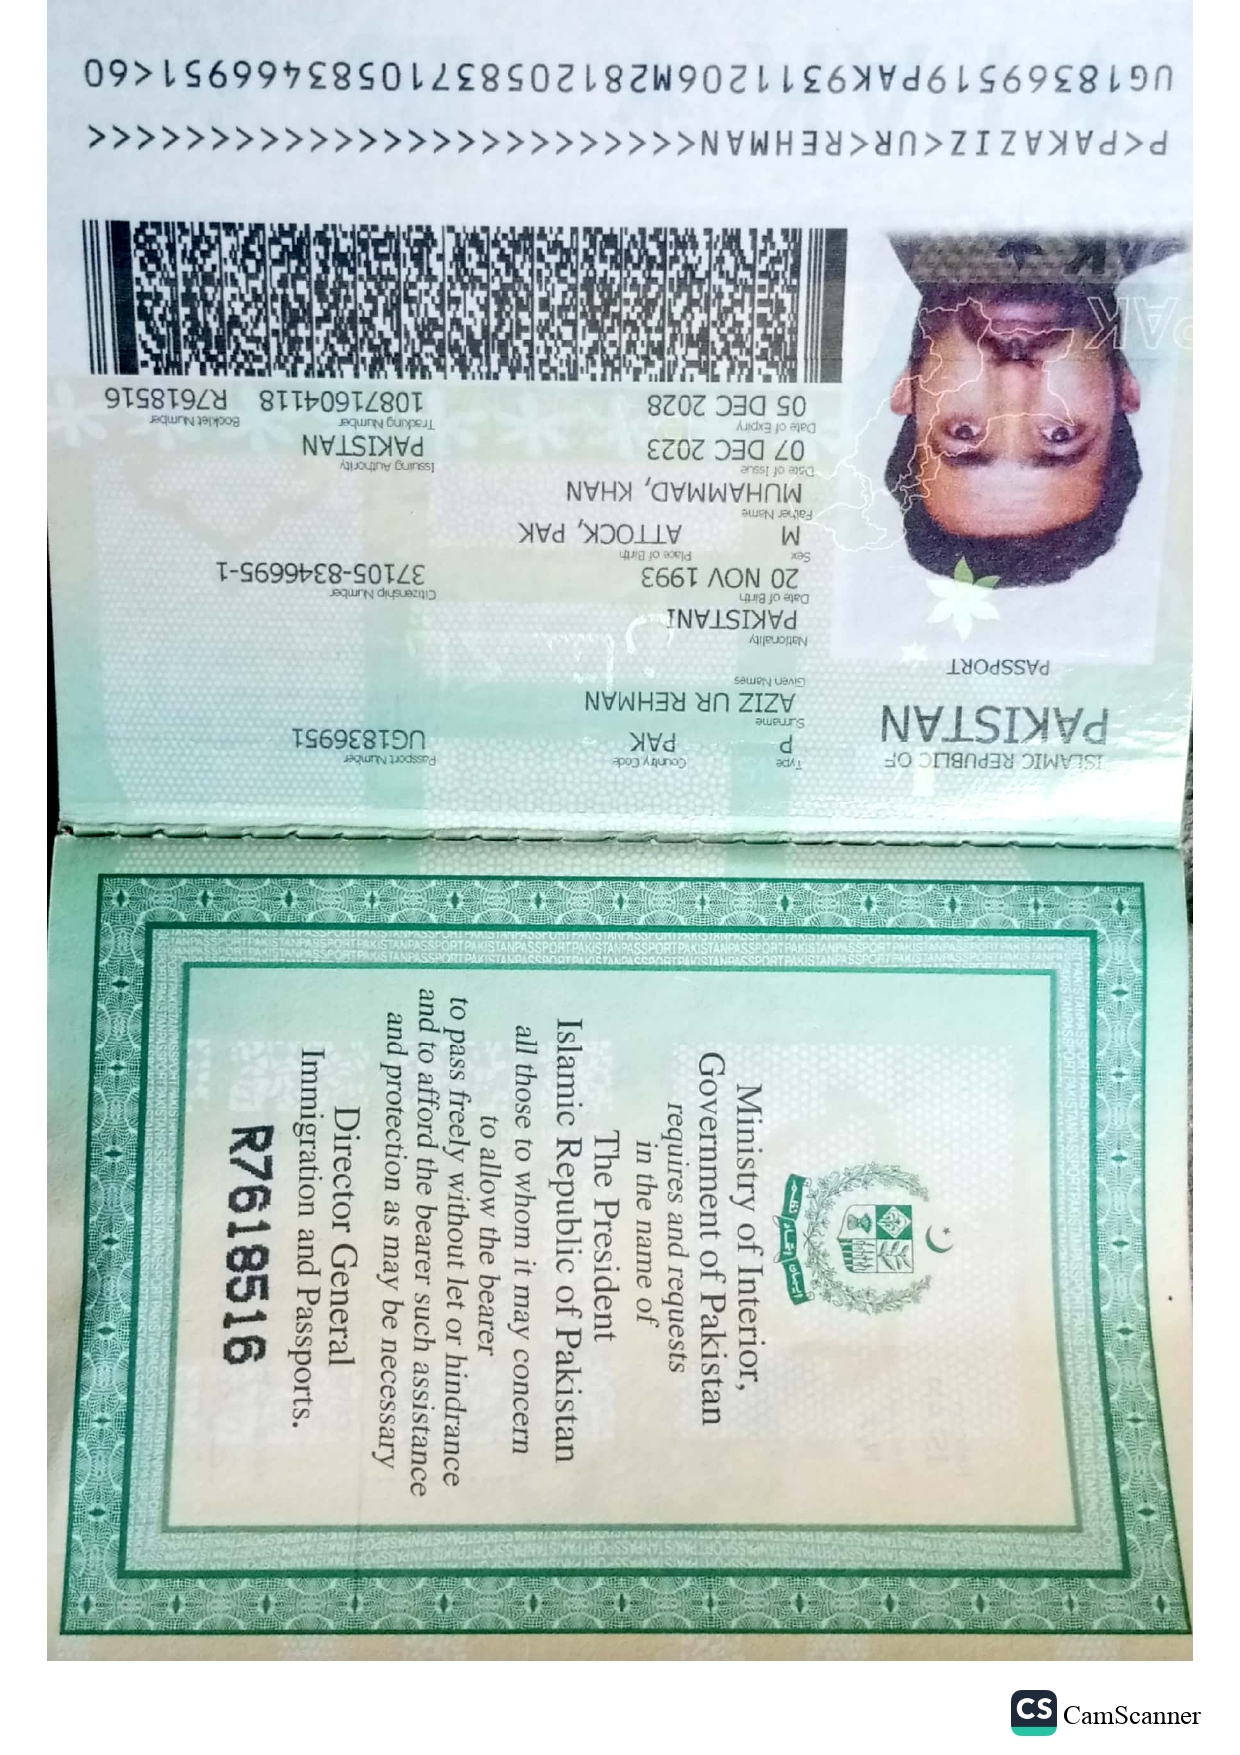 CamScanner
CS
Ministry of Interior,
Government of Pakistan
requires and requests
in the name of
The President
Islamic Republic of Pakistan
all those to whom it may concern
to allow the bearer
to pass freely without let or hindrance
and to afford the bearer such assistance
and protection as may be necessary
Director General
Immigration and Passports.
R7618516
ISLAMIC REPUBLIC OF
PAKISTAN
PASSPORT
Type Country Code Passport Number
P PAK UG1836951
Surname
AZIZ UR REHMAN
Given Names
Nationality
PAKISTANI
Date of Birth Citizenship Number
20 NOV 1993 37105-8346695-1
Sex Place of Birth
M ATTOCK, PAK
Father Name
MUHAMMAD, KHAN
Date of Issue Issuing Authority
07 DEC 2023 PAKISTAN
Date of Expiry Tracking Number Booklet Number
05 DEC 2028 10871604118 R7618516
PAK
P<PAKAZIZ<UR<REHMAN<<<<<<<<<<<<<<<<<<<<<<<<<
UG18369519PAK9311206M28120583710583466951<60